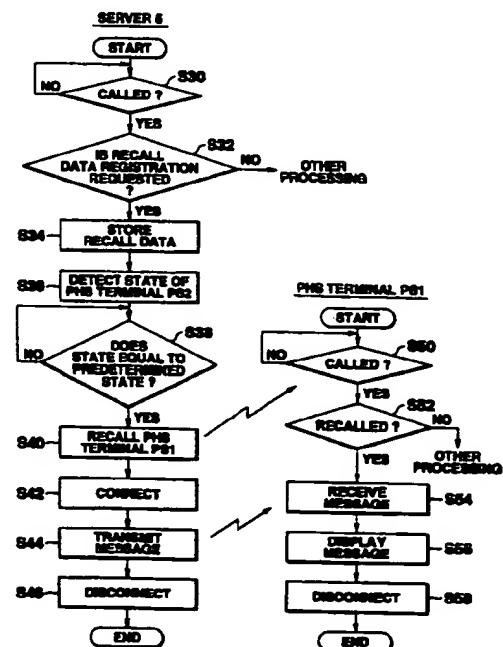 SERVER 5
START
S30
NO
CALLED ?
YES
S32
IS RECALL
DATA REGISTRATION
REQUESTED
?
NO
OTHER
PROCESSING
YES
S34
STORE
RECALL DATA
S36
DETECT STATE OF
PHS TERMINAL PS2
S38
NO
DOES
STATE EQUAL TO
PREDETERMINED
STATE ?
YES
S40
RECALL PHS
TERMINAL PS1
S42
CONNECT
S44
TRANSMIT
MESSAGE
S46
DISCONNECT
END
PHS TERMINAL PS1
START
S50
NO
CALLED ?
YES
S52
RECALLED ?
NO
OTHER
PROCESSING
YES
RECEIVE
MESSAGE
S54
DISPLAY
MESSAGE
S56
DISCONNECT
S58
END